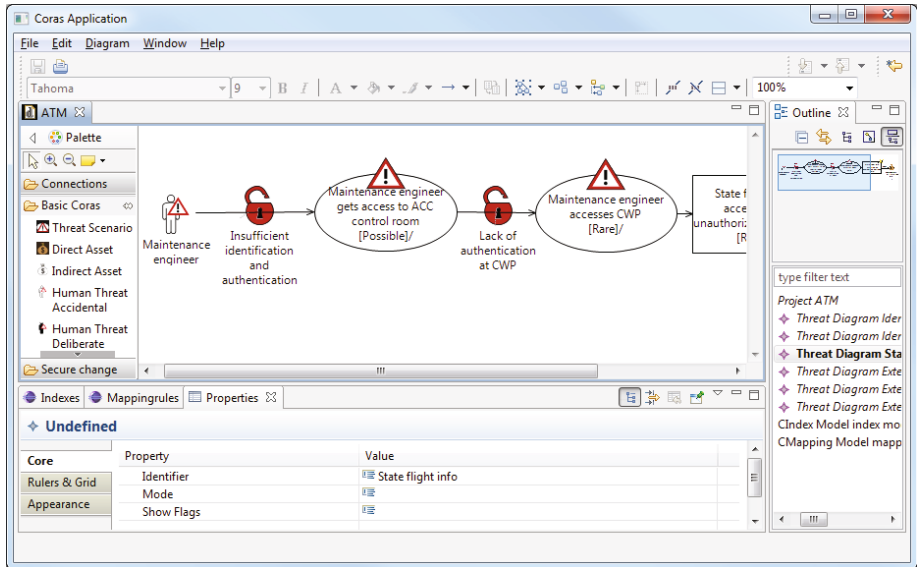 Coras Application
File Edit Diagram Window Help
Tahoma 9 B I A 100%
ATM
Palette
Connections
Basic Coras
Threat Scenario
Direct Asset
Indirect Asset
Human Threat
Accidental
Human Threat
Deliberate
Secure change
Maintenance
engineer
Insufficient
identification
and
authentication
Maintenance engineer
gets access to ACC
control room
[Possible]/
Lack of
authentication
at CWP
Maintenance engineer
accesses CWP
[Rare]/
State f
acce
unauthoriz
[R
Outline
type filter text
Project ATM
Threat Diagram Ider
Threat Diagram Ider
Threat Diagram Sta
Threat Diagram Exte
Threat Diagram Exte
Threat Diagram Exte
CIndex Model index mo
CMapping Model mapp
Indexes Mappingrules Properties
Undefined
Core
Rulers & Grid
Appearance
Property Value
Identifier State flight info
Mode
Show Flags